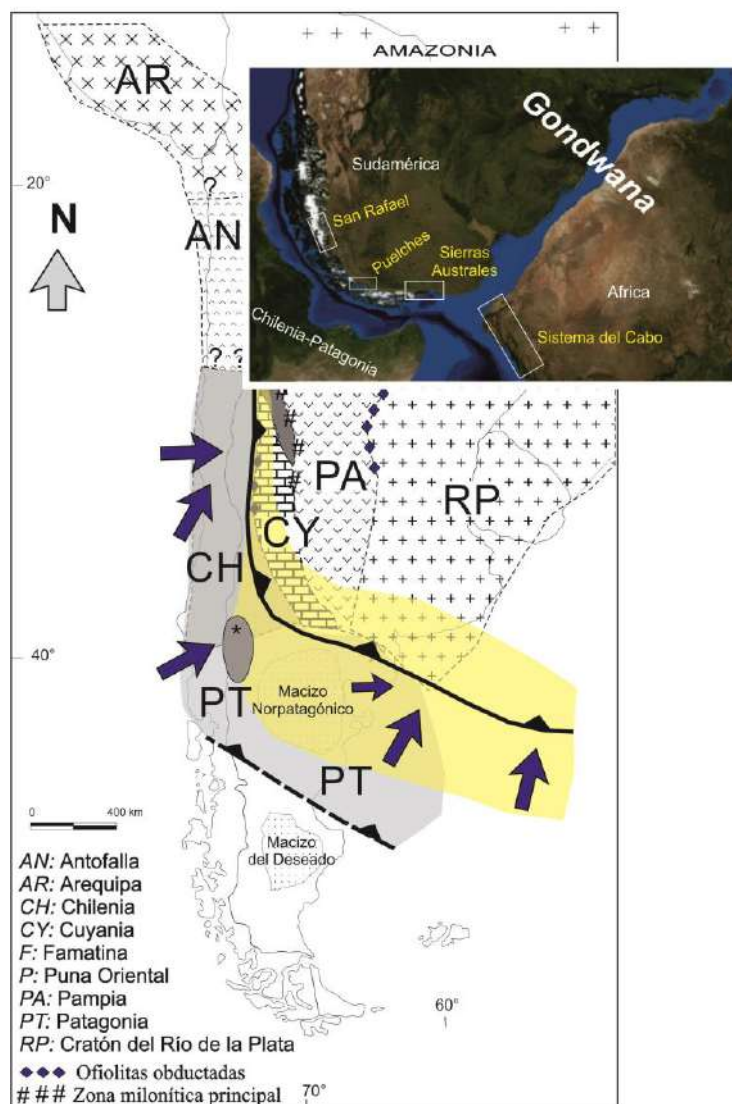 AMAZONIA
AR
Gondwana
Sudamérica
San Rafael
Puelches
Sierras
Australes
Africa
Chilenia-Patagonia
Sistema del Cabo
20°
?
N
AN
? ?
#
#
#
#
PA
RP
CY
CH
*
40°
PT
Macizo
Norpatagónico
PT
0 400 km
Macizo
del Deseado
AN: Antofalla
AR: Arequipa
CH: Chilenia
CY: Cuyania
F: Famatina
P: Puna Oriental
PA: Pampia
PT: Patagonia
RP: Cratón del Río de la Plata
Ofiolitas obductadas
# # # Zona milonítica principal
60°
70°